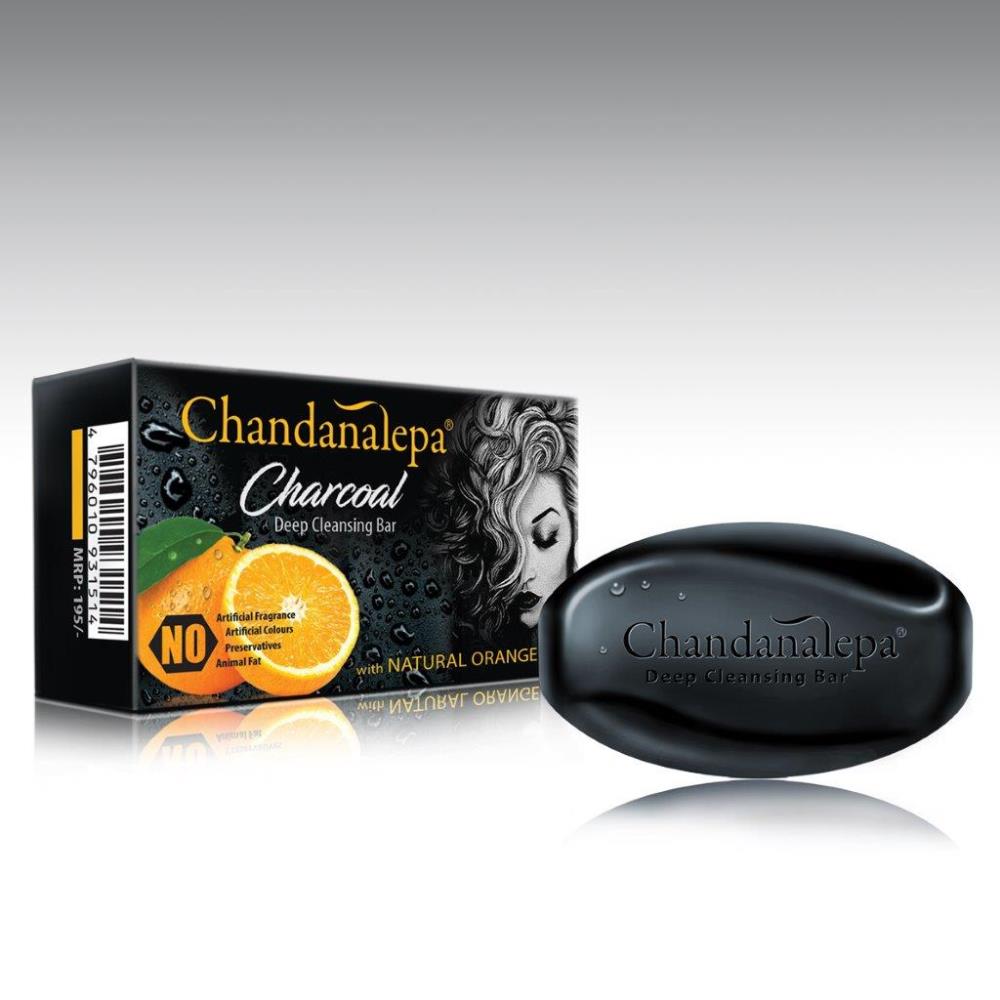 Chandanalepa®
Charcoal
Deep Cleansing Bar
NO
Artificial Fragrance
Artificial Colours
Preservatives
Animal Fat
with NATURAL ORANGE
4 796010 931514
MRP: 195/-
Chandanalepa®
Deep Cleansing Bar